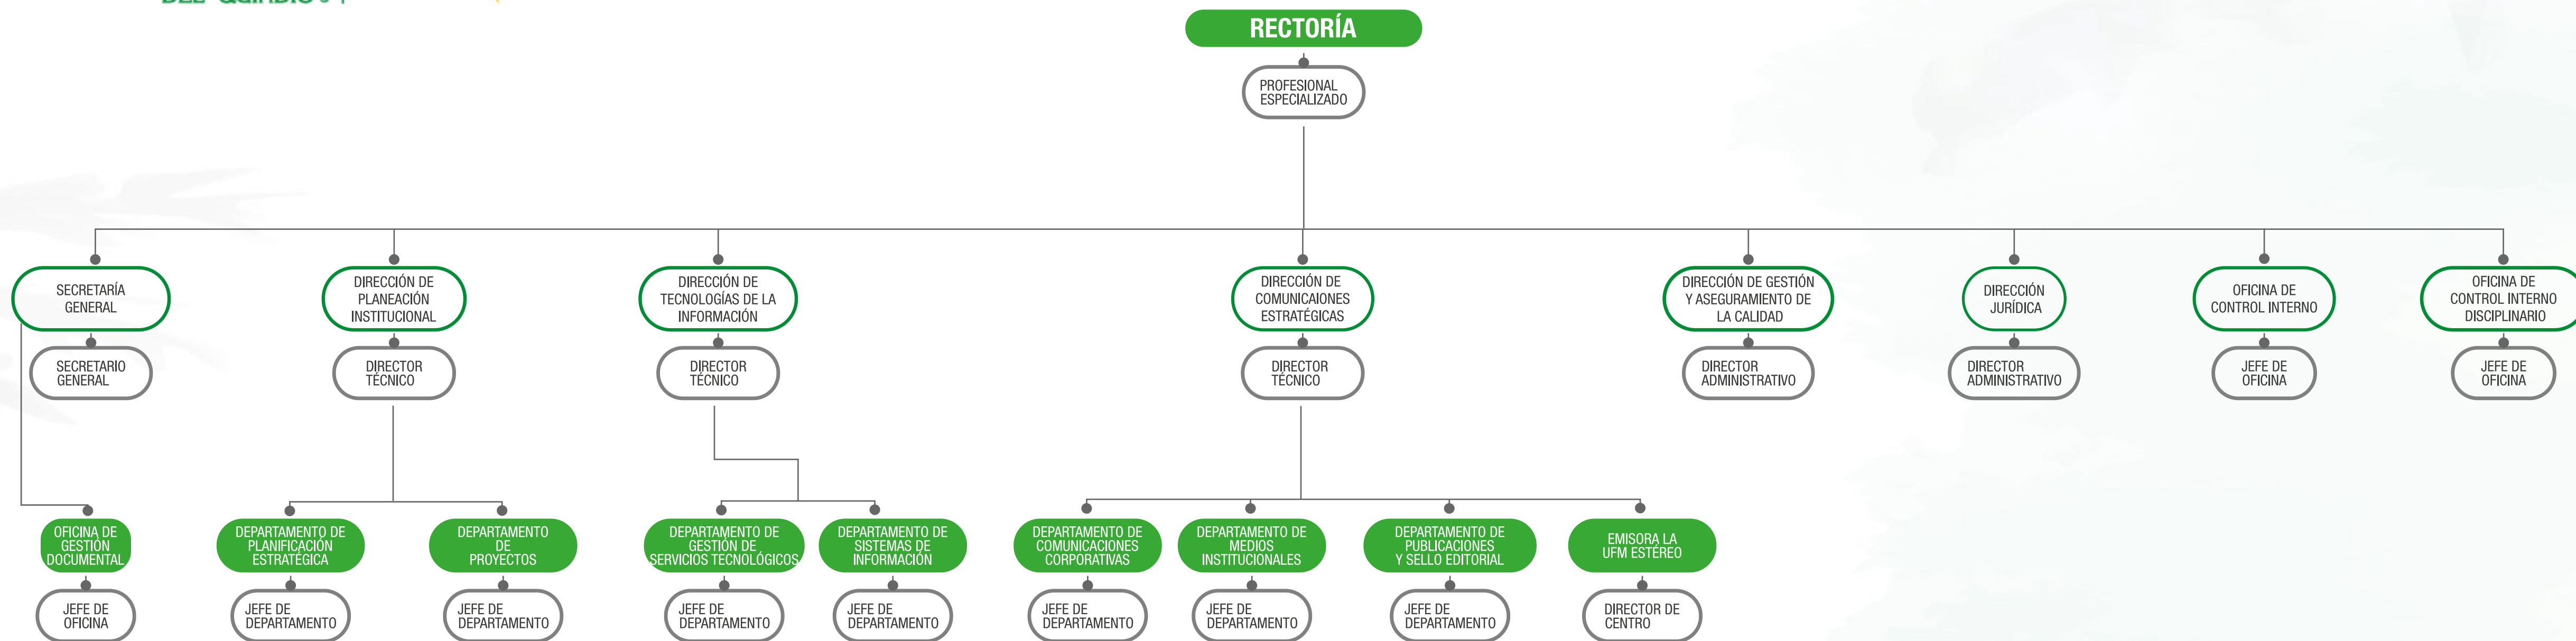 DEL QUINDÍO
RECTORÍA
PROFESIONAL
ESPECIALIZADO
SECRETARÍA
GENERAL
DIRECCIÓN DE
PLANEACIÓN
INSTITUCIONAL
DIRECCIÓN DE
TECNOLOGÍAS DE LA
INFORMACIÓN
DIRECCIÓN DE
COMUNICAIONES
ESTRATÉGICAS
DIRECCIÓN DE GESTIÓN
Y ASEGURAMIENTO DE
LA CALIDAD
DIRECCIÓN
JURÍDICA
OFICINA DE
CONTROL INTERNO
OFICINA DE
CONTROL INTERNO
DISCIPLINARIO
SECRETARIO
GENERAL
DIRECTOR
TÉCNICO
DIRECTOR
TÉCNICO
DIRECTOR
TÉCNICO
DIRECTOR
ADMINISTRATIVO
DIRECTOR
ADMINISTRATIVO
JEFE DE
OFICINA
JEFE DE
OFICINA
OFICINA DE
GESTIÓN
DOCUMENTAL
DEPARTAMENTO DE
PLANIFICACIÓN
ESTRATÉGICA
DEPARTAMENTO
DE
PROYECTOS
DEPARTAMENTO DE
GESTIÓN DE
SERVICIOS TECNOLÓGICOS
DEPARTAMENTO DE
SISTEMAS DE
INFORMACIÓN
DEPARTAMENTO DE
COMUNICACIONES
CORPORATIVAS
DEPARTAMENTO DE
MEDIOS
INSTITUCIONALES
DEPARTAMENTO DE
PUBLICACIONES
Y SELLO EDITORIAL
EMISORA LA
UFM ESTÉREO
JEFE DE
OFICINA
JEFE DE
DEPARTAMENTO
JEFE DE
DEPARTAMENTO
JEFE DE
DEPARTAMENTO
JEFE DE
DEPARTAMENTO
JEFE DE
DEPARTAMENTO
JEFE DE
DEPARTAMENTO
JEFE DE
DEPARTAMENTO
DIRECTOR DE
CENTRO